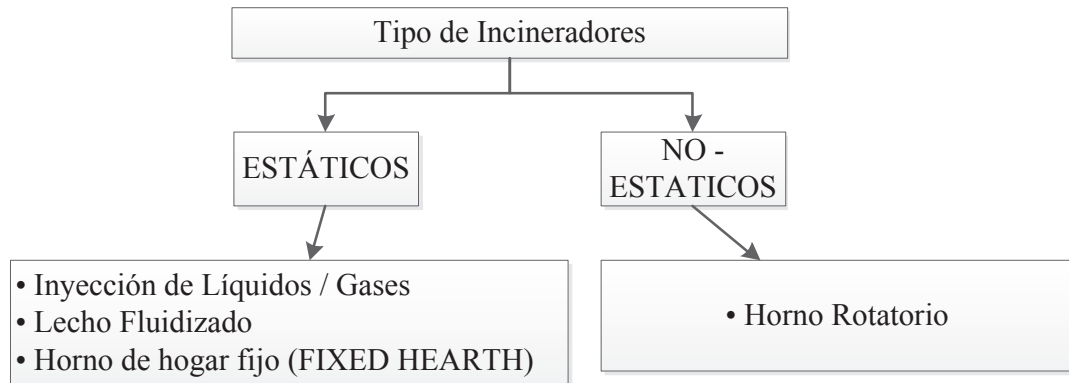 Tipo de Incineradores
ESTÁTICOS
NO -
ESTATICOS
• Inyección de Líquidos / Gases
• Lecho Fluidizado
• Horno de hogar fijo (FIXED HEARTH)
• Horno Rotatorio